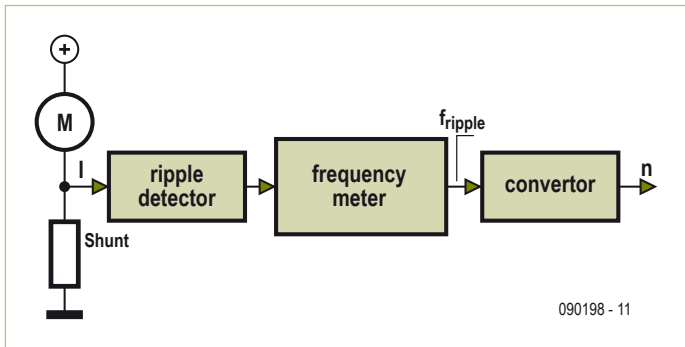 +
M
I
Shunt
ripple
detector
frequency
meter
fripple
convertor
n
090198 - 11